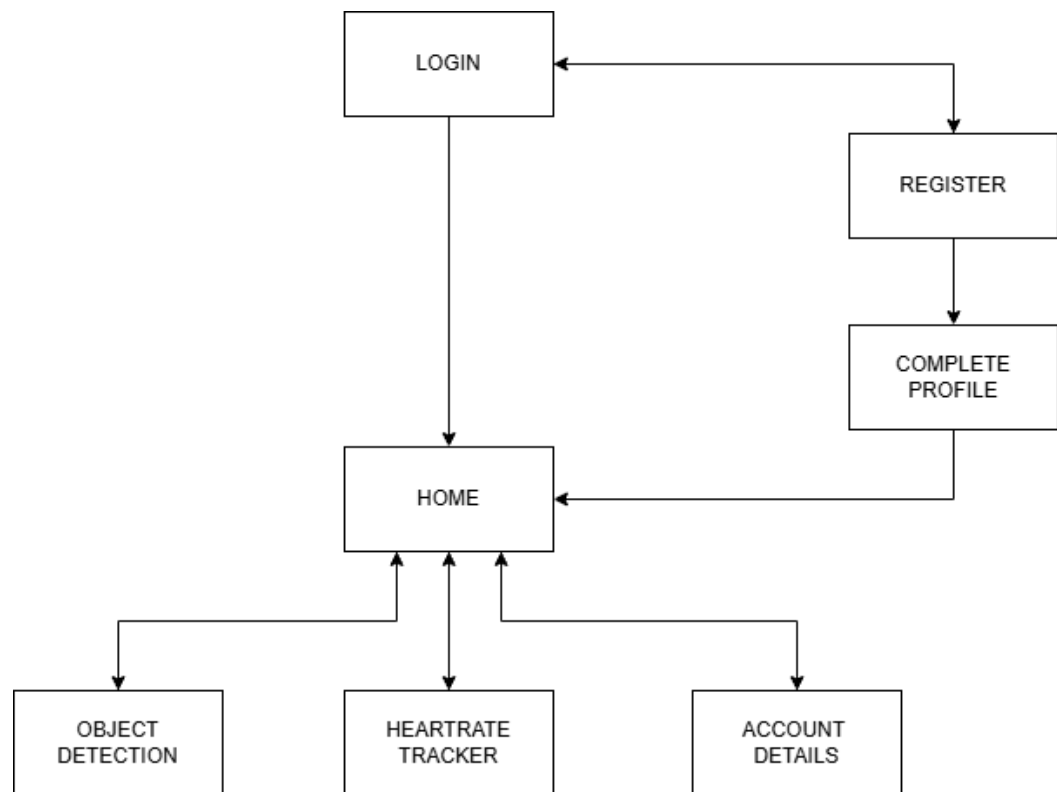 LOGIN
REGISTER
COMPLETE
PROFILE
HOME
OBJECT
DETECTION
HEARTRATE
TRACKER
ACCOUNT
DETAILS